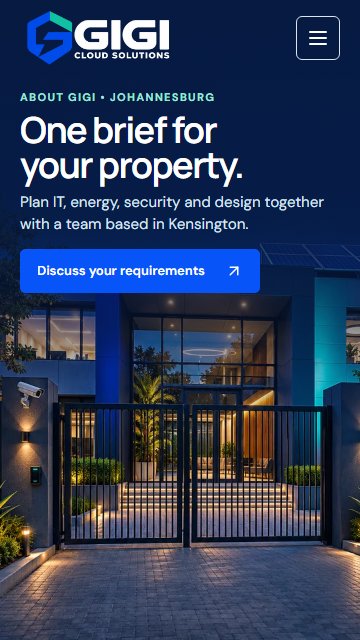 GIGI
CLOUD SOLUTIONS
ABOUT GIGI • JOHANNESBURG
One brief for
your property.
Plan IT, energy, security and design together
with a team based in Kensington.
Discuss your requirements